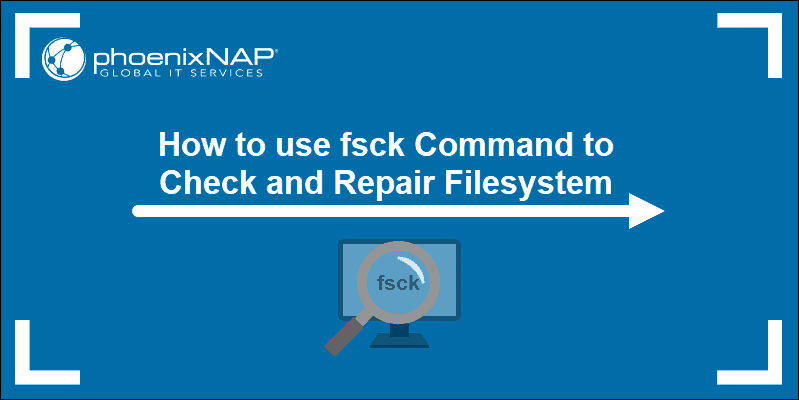 phoenixNAP®
GLOBAL IT SERVICES
How to use fsck Command to
Check and Repair Filesystem
fsck